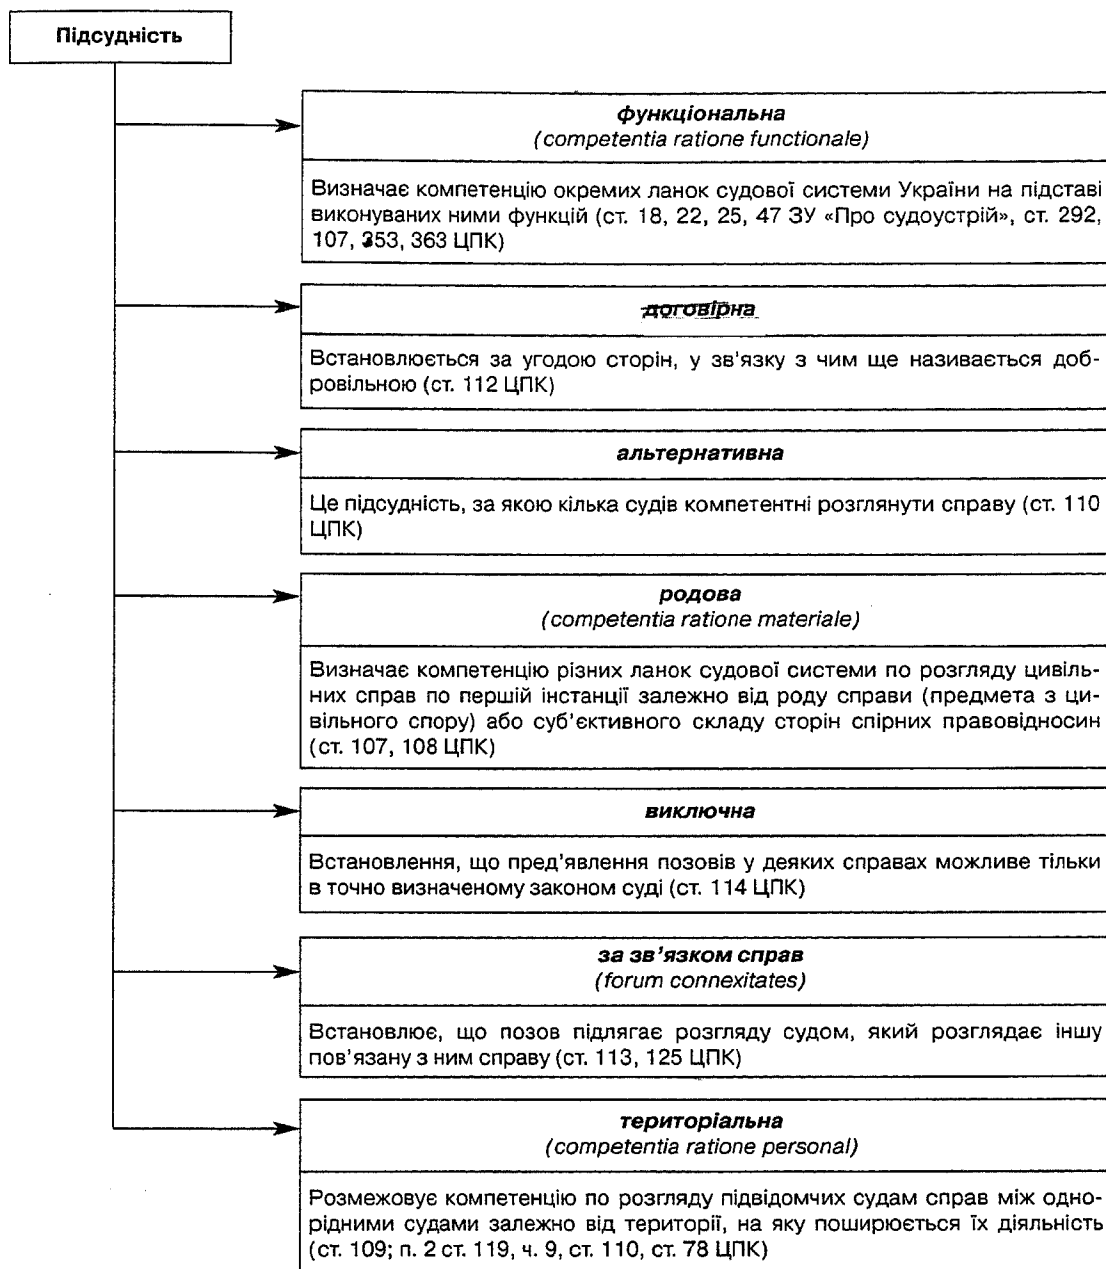 Підсудність
функціональна
(competentia ratione functionale)
Визначає компетенцію окремих ланок судової системи України на підставі
виконуваних ними функцій (ст. 18, 22, 25, 47 ЗУ «Про судоустрій», ст. 292,
107, 353, 363 ЦПК)
договірна
Встановлюється за угодою сторін, у зв'язку з чим ще називається доб-
ровільною (ст. 112 ЦПК)
альтернативна
Це підсудність, за якою кілька судів компетентні розглянути справу (ст. 110
ЦПК)
родова
(competentia ratione materiale)
Визначає компетенцію різних ланок судової системи по розгляду цивіль-
них справ по першій інстанції залежно від роду справи (предмета з ци-
вільного спору) або суб'єктивного складу сторін спірних правовідносин
(ст. 107, 108 ЦПК)
виключна
Встановлення, що пред'явлення позовів у деяких справах можливе тільки
в точно визначеному законом суді (ст. 114 ЦПК)
за зв'язком справ
(forum connexitates)
Встановлює, що позов підлягає розгляду судом, який розглядає іншу
пов'язану з ним справу (ст. 113, 125 ЦПК)
територіальна
(competentia ratione personal)
Розмежовує компетенцію по розгляду підвідомчих судам справ між одно-
рідними судами залежно від території, на яку поширюється їх діяльність
(ст. 109; п. 2 ст. 119, ч. 9, ст. 110, ст. 78 ЦПК)